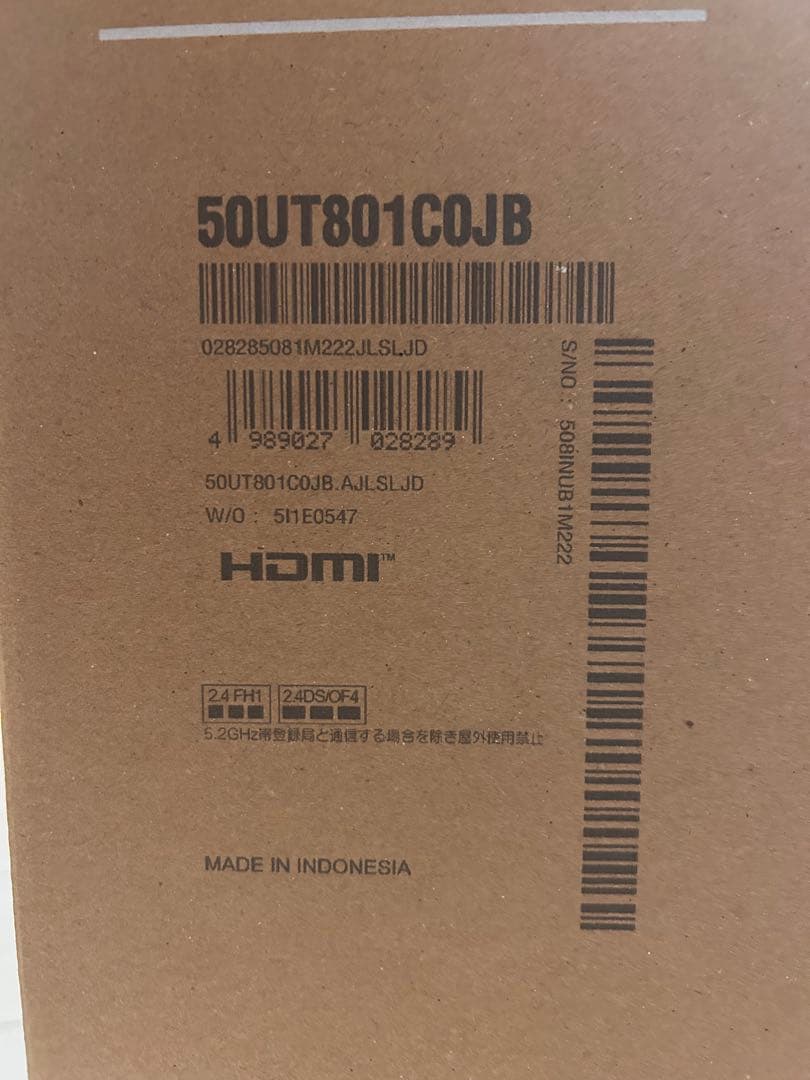 50UT801C0JB
028285081M222JLSLJD
4 989027 028289
50UT801C0JB.AJLSLJD
W/O : 5I1E0547
HDMI™
S/NO : 508INUB1M222
2.4 FH1 2.4DS/OF4
5.2GHz帯登録局と通信する場合を除き屋外使用禁止
MADE IN INDONESIA